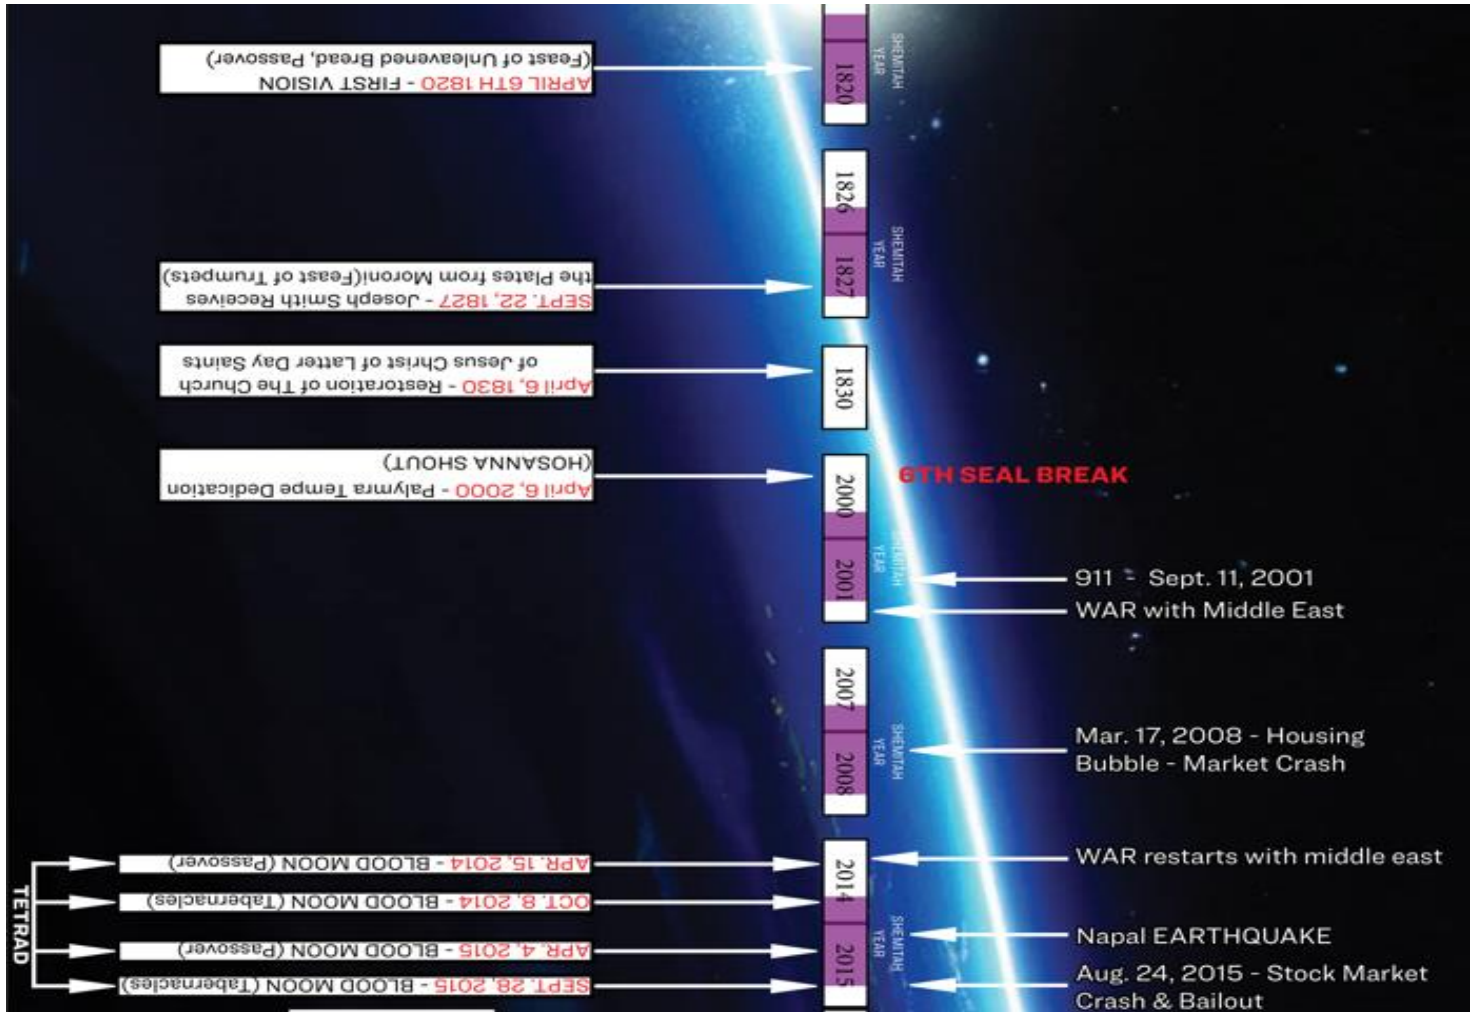 APRIL 6TH 1820 - FIRST VISION
(Feast of Unleavened Bread, Passover)
1820
SHEMITAH
YEAR
1826
SEPT. 22, 1827 - Joseph Smith Receives
the Plates from Moroni(Feast of Trumpets)
1827
SHEMITAH
YEAR
April 6, 1830 - Restoration of The Church
of Jesus Christ of Latter Day Saints
1830
April 6, 2000 - Palymra Tempe Dedication
(HOSANNA SHOUT)
2000
6TH SEAL BREAK
2001
SHEMITAH
YEAR
911 - Sept. 11, 2001
WAR with Middle East
2007
2008
SHEMITAH
YEAR
Mar. 17, 2008 - Housing
Bubble - Market Crash
TETRAD
APR. 15, 2014 - BLOOD MOON (Passover)
2014
WAR restarts with middle east
OCT. 8, 2014 - BLOOD MOON (Tabernacles)
APR. 4, 2015 - BLOOD MOON (Passover)
2015
SHEMITAH
YEAR
Napal EARTHQUAKE
SEPT. 28, 2015 - BLOOD MOON (Tabernacles)
Aug. 24, 2015 - Stock Market
Crash & Bailout